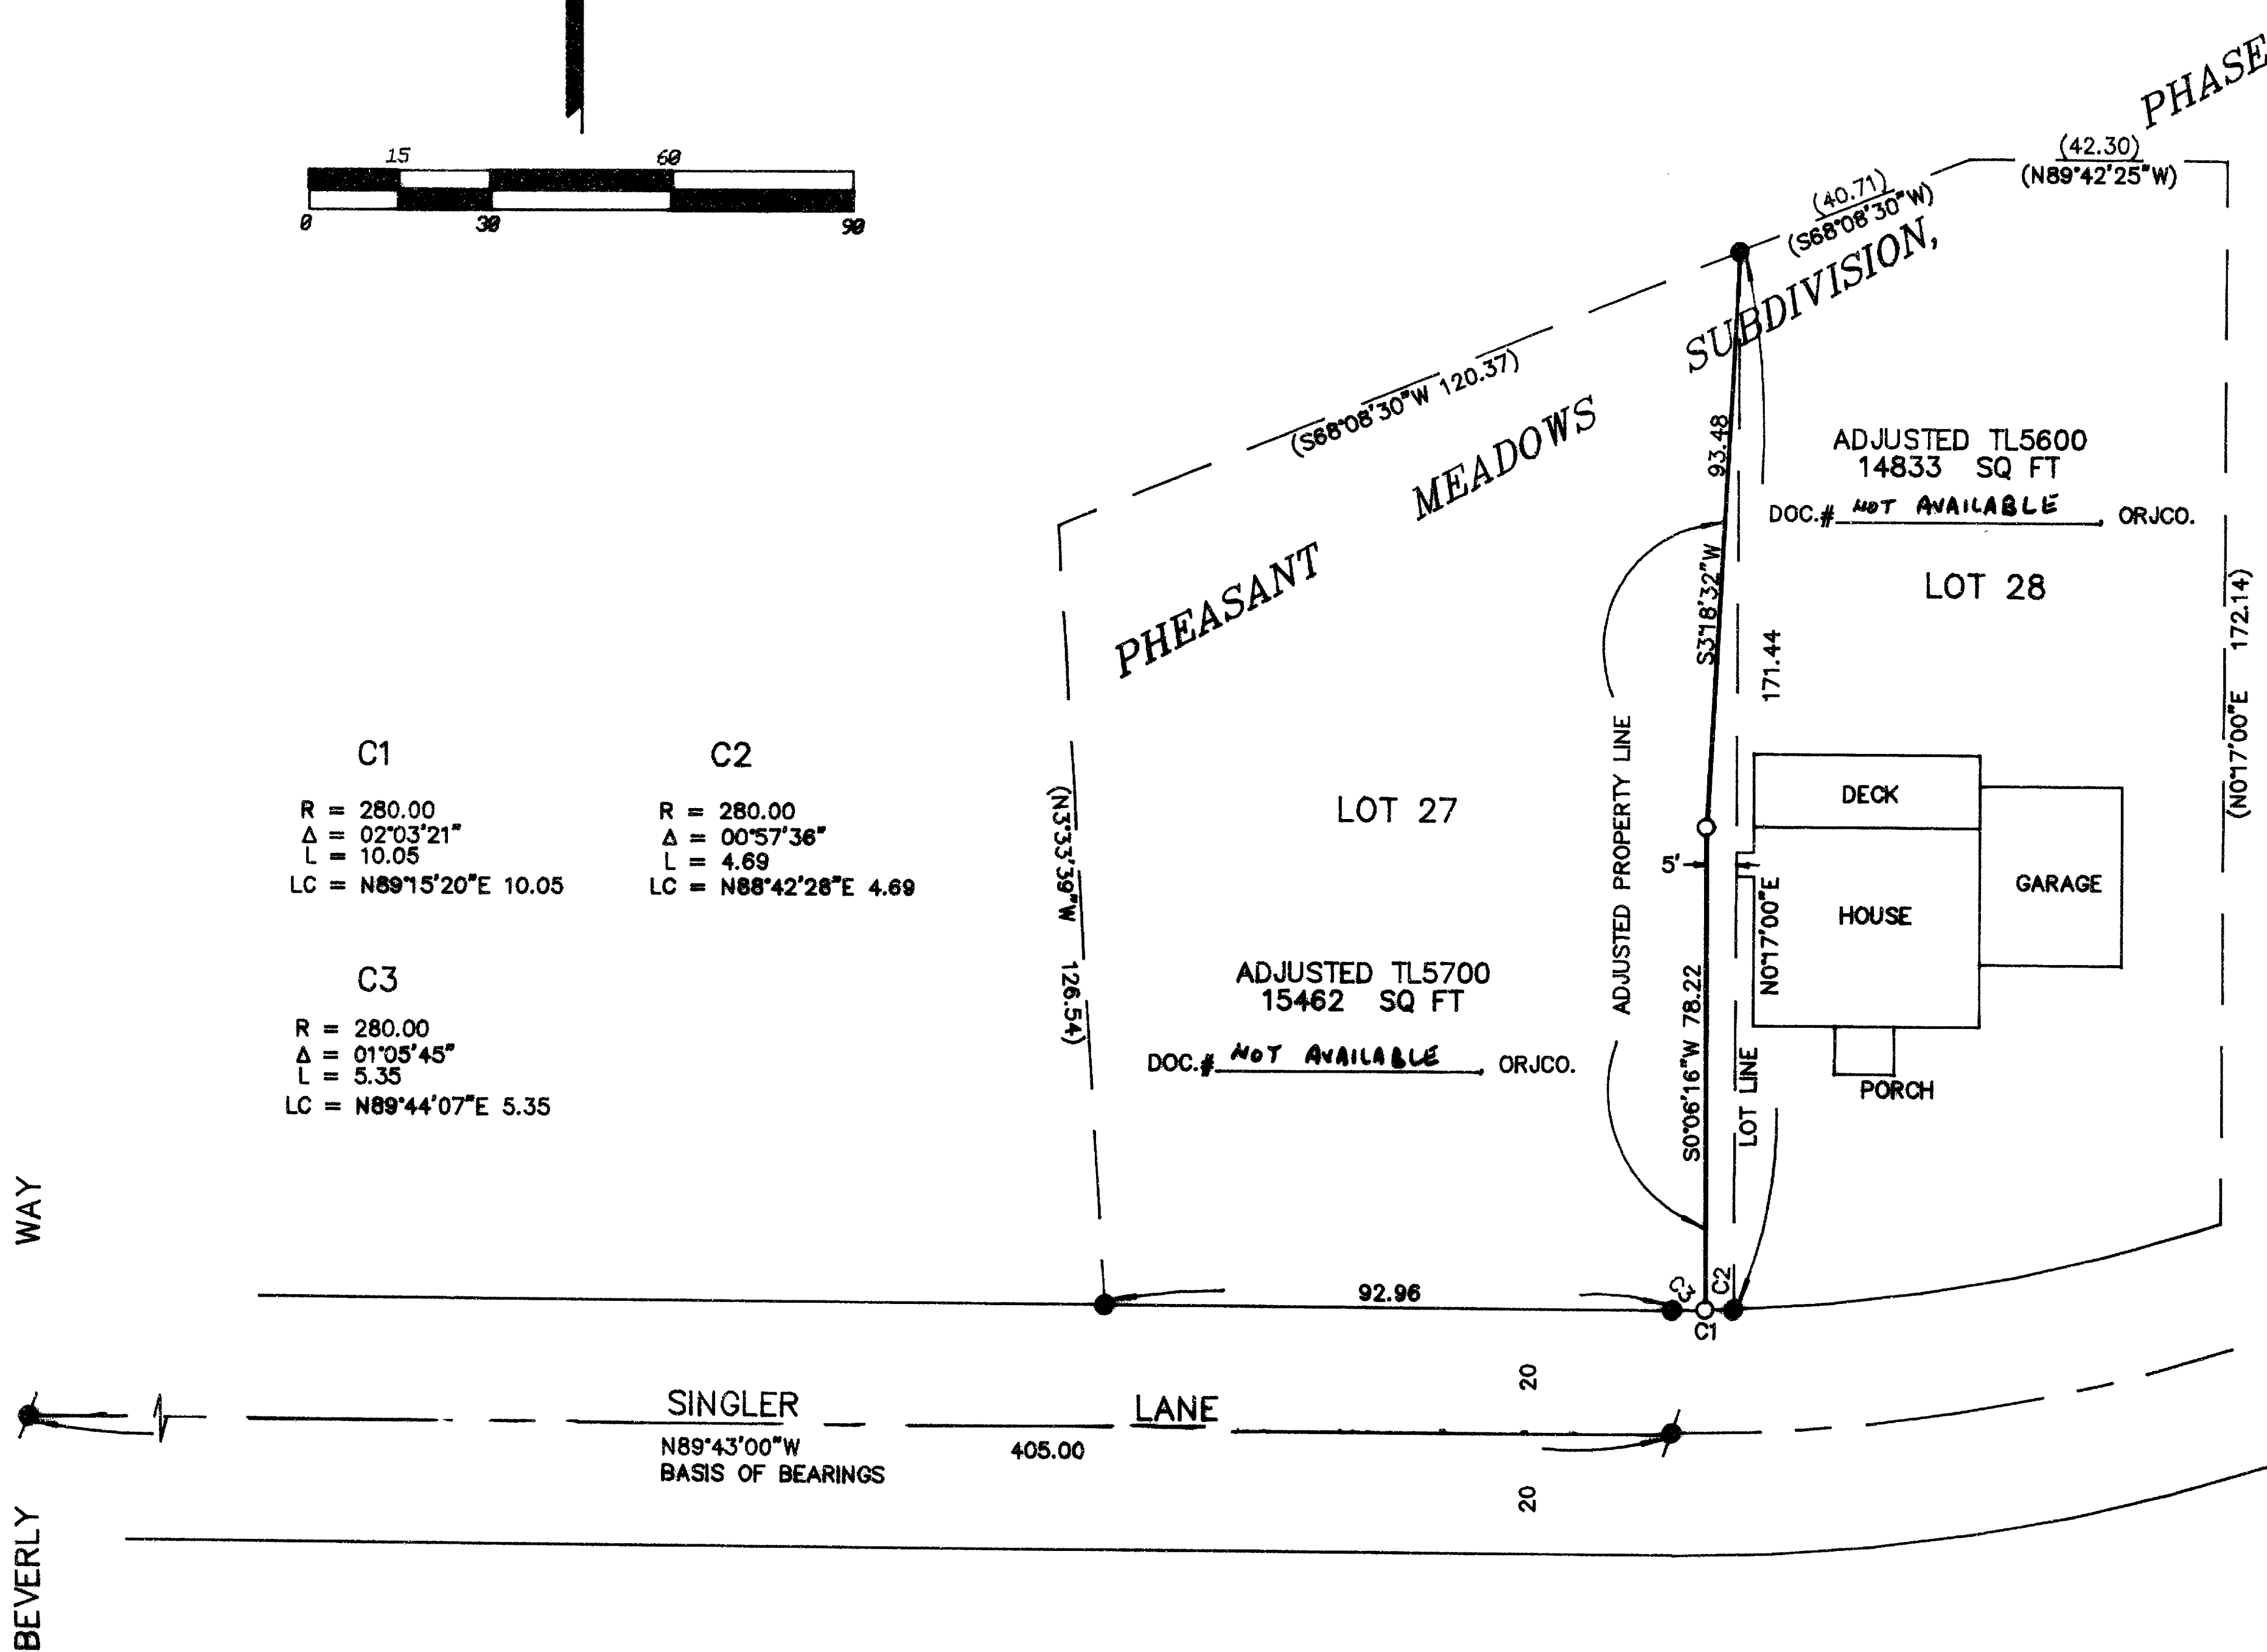 15
60
0
30
90
PHASE
(42.30)
(N89°42'25"W)
(40.71)
(S68°08'30"W)
SUBDIVISION,
(S68°08'30"W 120.37)
MEADOWS
PHEASANT
93.48
S3°18'32"W
ADJUSTED TL5600
14833 SQ FT
DOC.# NOT AVAILABLE, ORJCO.
LOT 28
171.44
(N0°17'00"E 172.14)
ADJUSTED PROPERTY LINE
C1
R = 280.00
Δ = 02°03'21"
L = 10.05
LC = N89°15'20"E 10.05
C2
R = 280.00
Δ = 00°57'36"
L = 4.69
LC = N88°42'28"E 4.69
C3
R = 280.00
Δ = 01°05'45"
L = 5.35
LC = N89°44'07"E 5.35
(N3°33'39"W 126.54)
LOT 27
5'
DECK
HOUSE
GARAGE
PORCH
N0°17'00"E
ADJUSTED TL5700
15462 SQ FT
DOC.# NOT AVAILABLE, ORJCO.
S0°06'16"W 78.22
LOT LINE
92.96
C3
C2
C1
20
SINGLER LANE
N89°43'00"W
405.00
BASIS OF BEARINGS
20
BEVERLY WAY